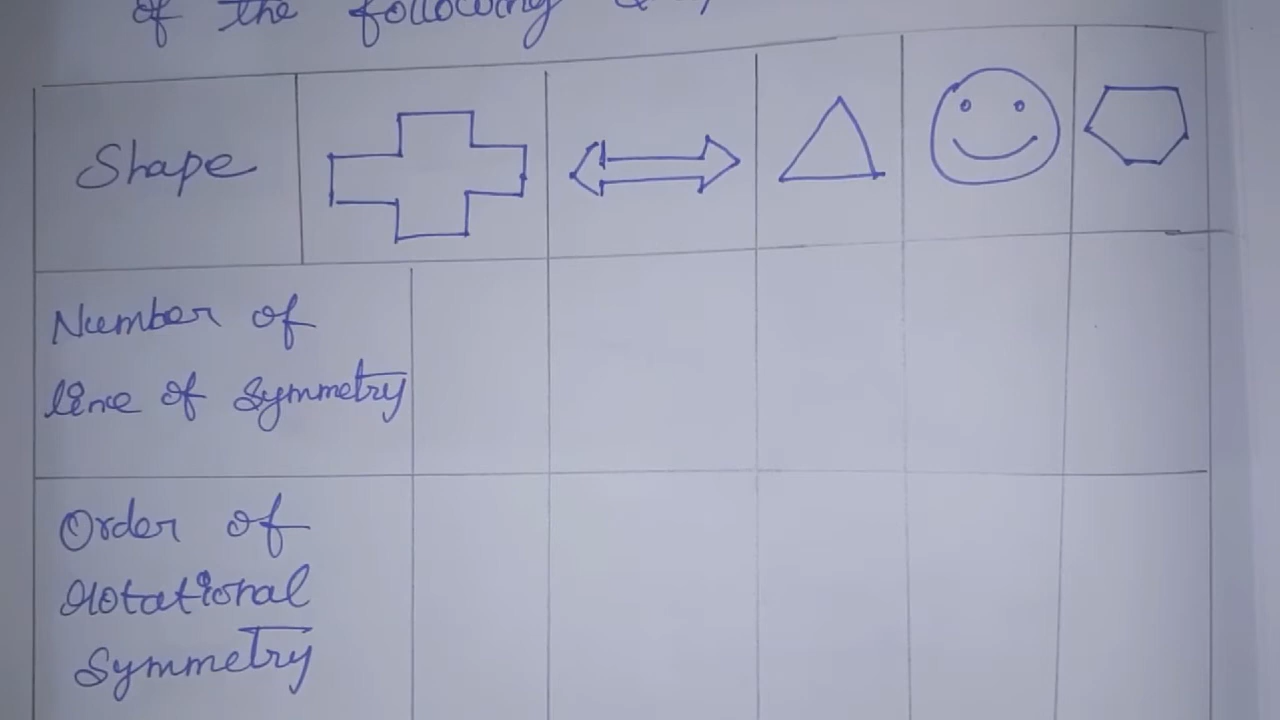 of the following
Shape
Number of
line of symmetry
Order of
rotational
symmetry